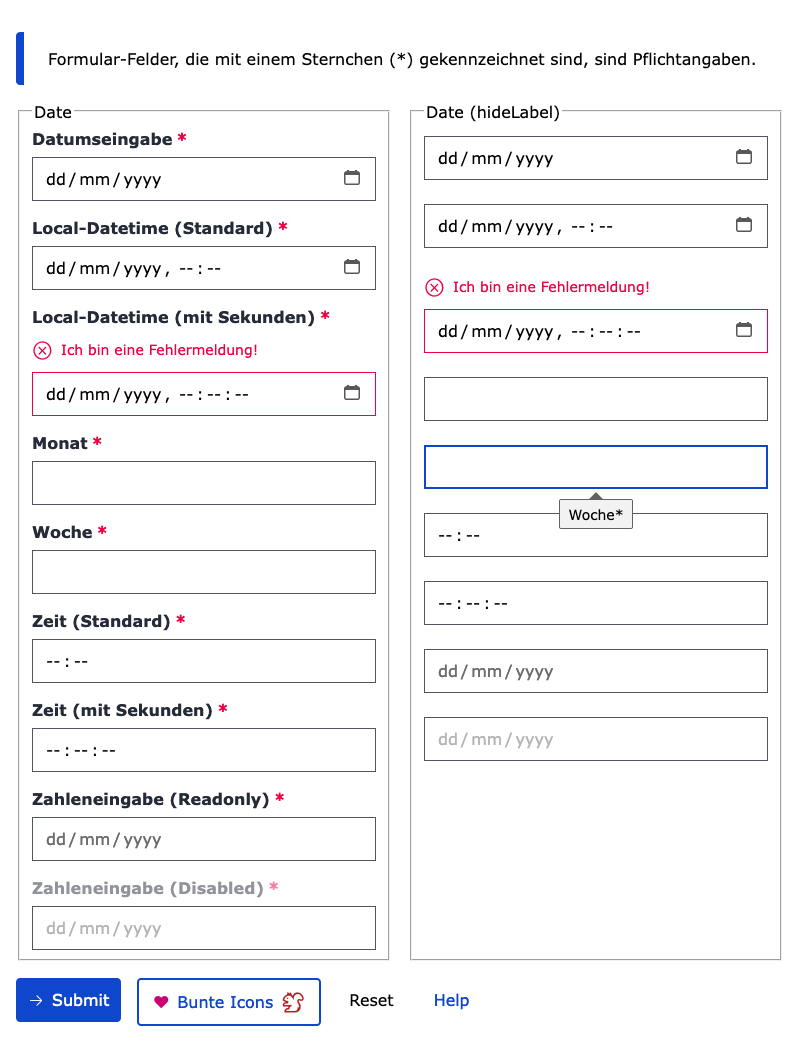 Formular-Felder, die mit einem Sternchen (*) gekennzeichnet sind, sind Pflichtangaben.
Date
Datumseingabe *
dd/mm/yyyy
Local-Datetime (Standard) *
dd/mm/yyyy, --:--
Local-Datetime (mit Sekunden) *
Ich bin eine Fehlermeldung!
dd/mm/yyyy, --:--:--
Monat *
Woche *
Zeit (Standard) *
--:--
Zeit (mit Sekunden) *
--:--:--
Zahleneingabe (Readonly) *
dd/mm/yyyy
Zahleneingabe (Disabled) *
dd/mm/yyyy
Date (hideLabel)
dd/mm/yyyy
dd/mm/yyyy, --:--
Ich bin eine Fehlermeldung!
dd/mm/yyyy, --:--:--
Woche*
--:--
--:--:--
dd/mm/yyyy
dd/mm/yyyy
Submit
Bunte Icons
Reset
Help